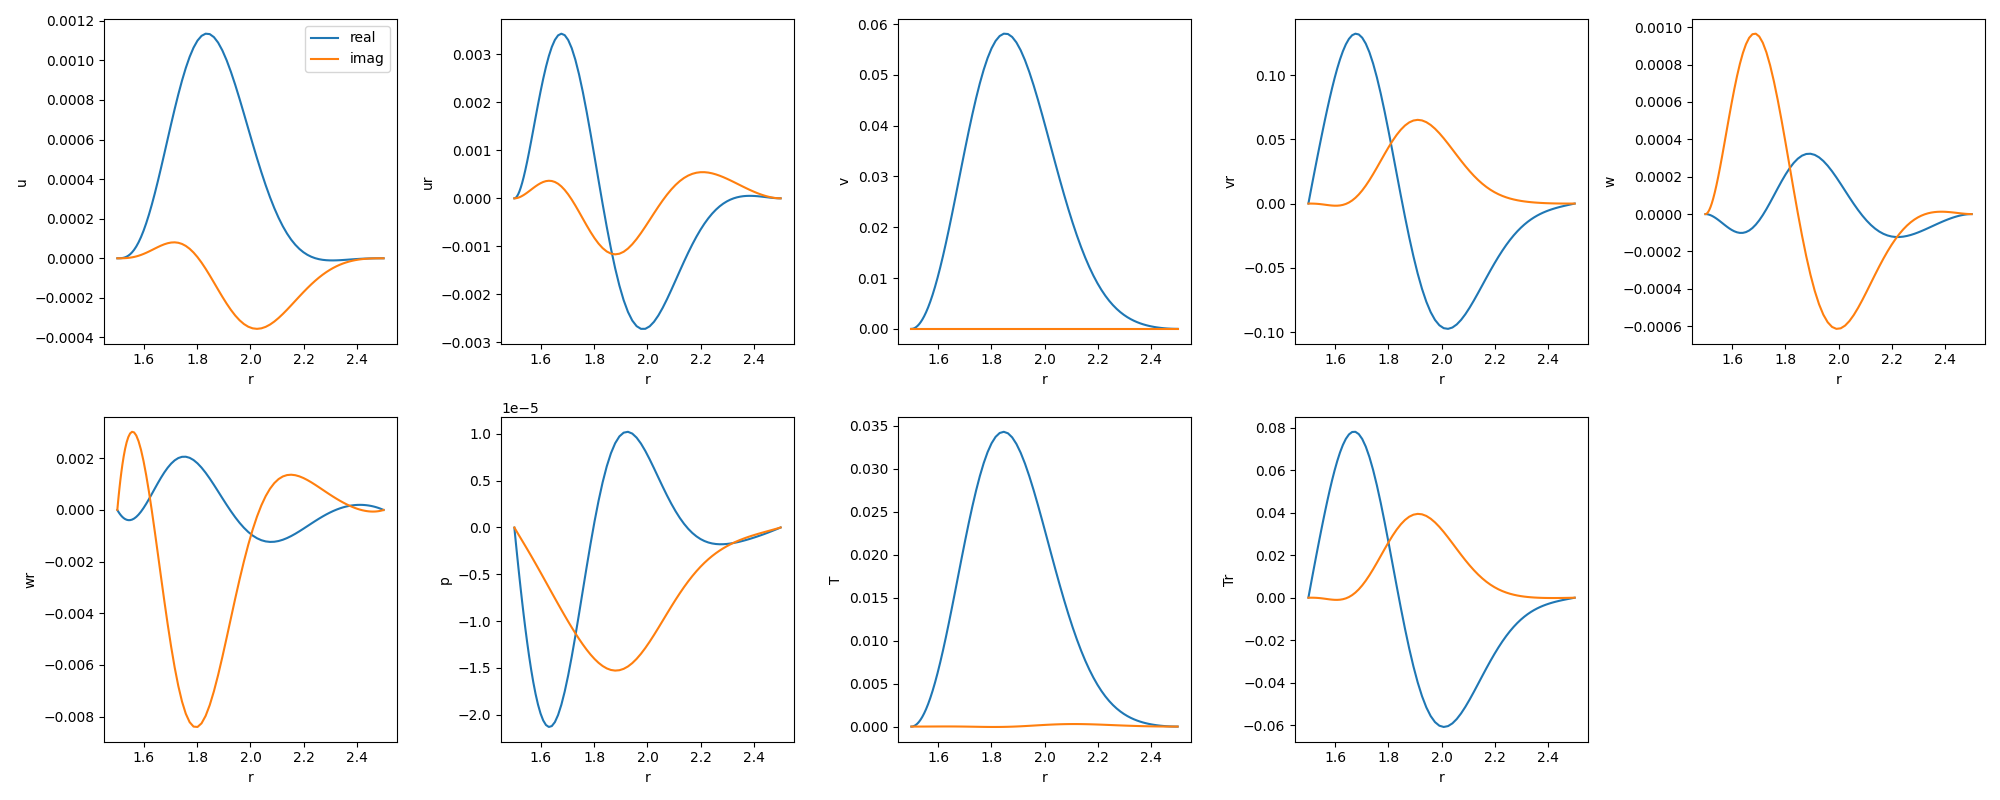 0.0012
0.0010
0.0008
0.0006
0.0004
0.0002
0.0000
−0.0002
−0.0004
u
1.6 1.8 2.0 2.2 2.4
r
real
imag
0.003
0.002
0.001
0.000
−0.001
−0.002
−0.003
ur
1.6 1.8 2.0 2.2 2.4
r
0.06
0.05
0.04
0.03
0.02
0.01
0.00
v
1.6 1.8 2.0 2.2 2.4
r
0.10
0.05
0.00
−0.05
−0.10
vr
1.6 1.8 2.0 2.2 2.4
r
0.0010
0.0008
0.0006
0.0004
0.0002
0.0000
−0.0002
−0.0004
−0.0006
w
1.6 1.8 2.0 2.2 2.4
r
0.002
0.000
−0.002
−0.004
−0.006
−0.008
wr
1.6 1.8 2.0 2.2 2.4
r
1e−5
1.0
0.5
0.0
−0.5
−1.0
−1.5
−2.0
p
1.6 1.8 2.0 2.2 2.4
r
0.035
0.030
0.025
0.020
0.015
0.010
0.005
0.000
T
1.6 1.8 2.0 2.2 2.4
r
0.08
0.06
0.04
0.02
0.00
−0.02
−0.04
−0.06
Tr
1.6 1.8 2.0 2.2 2.4
r